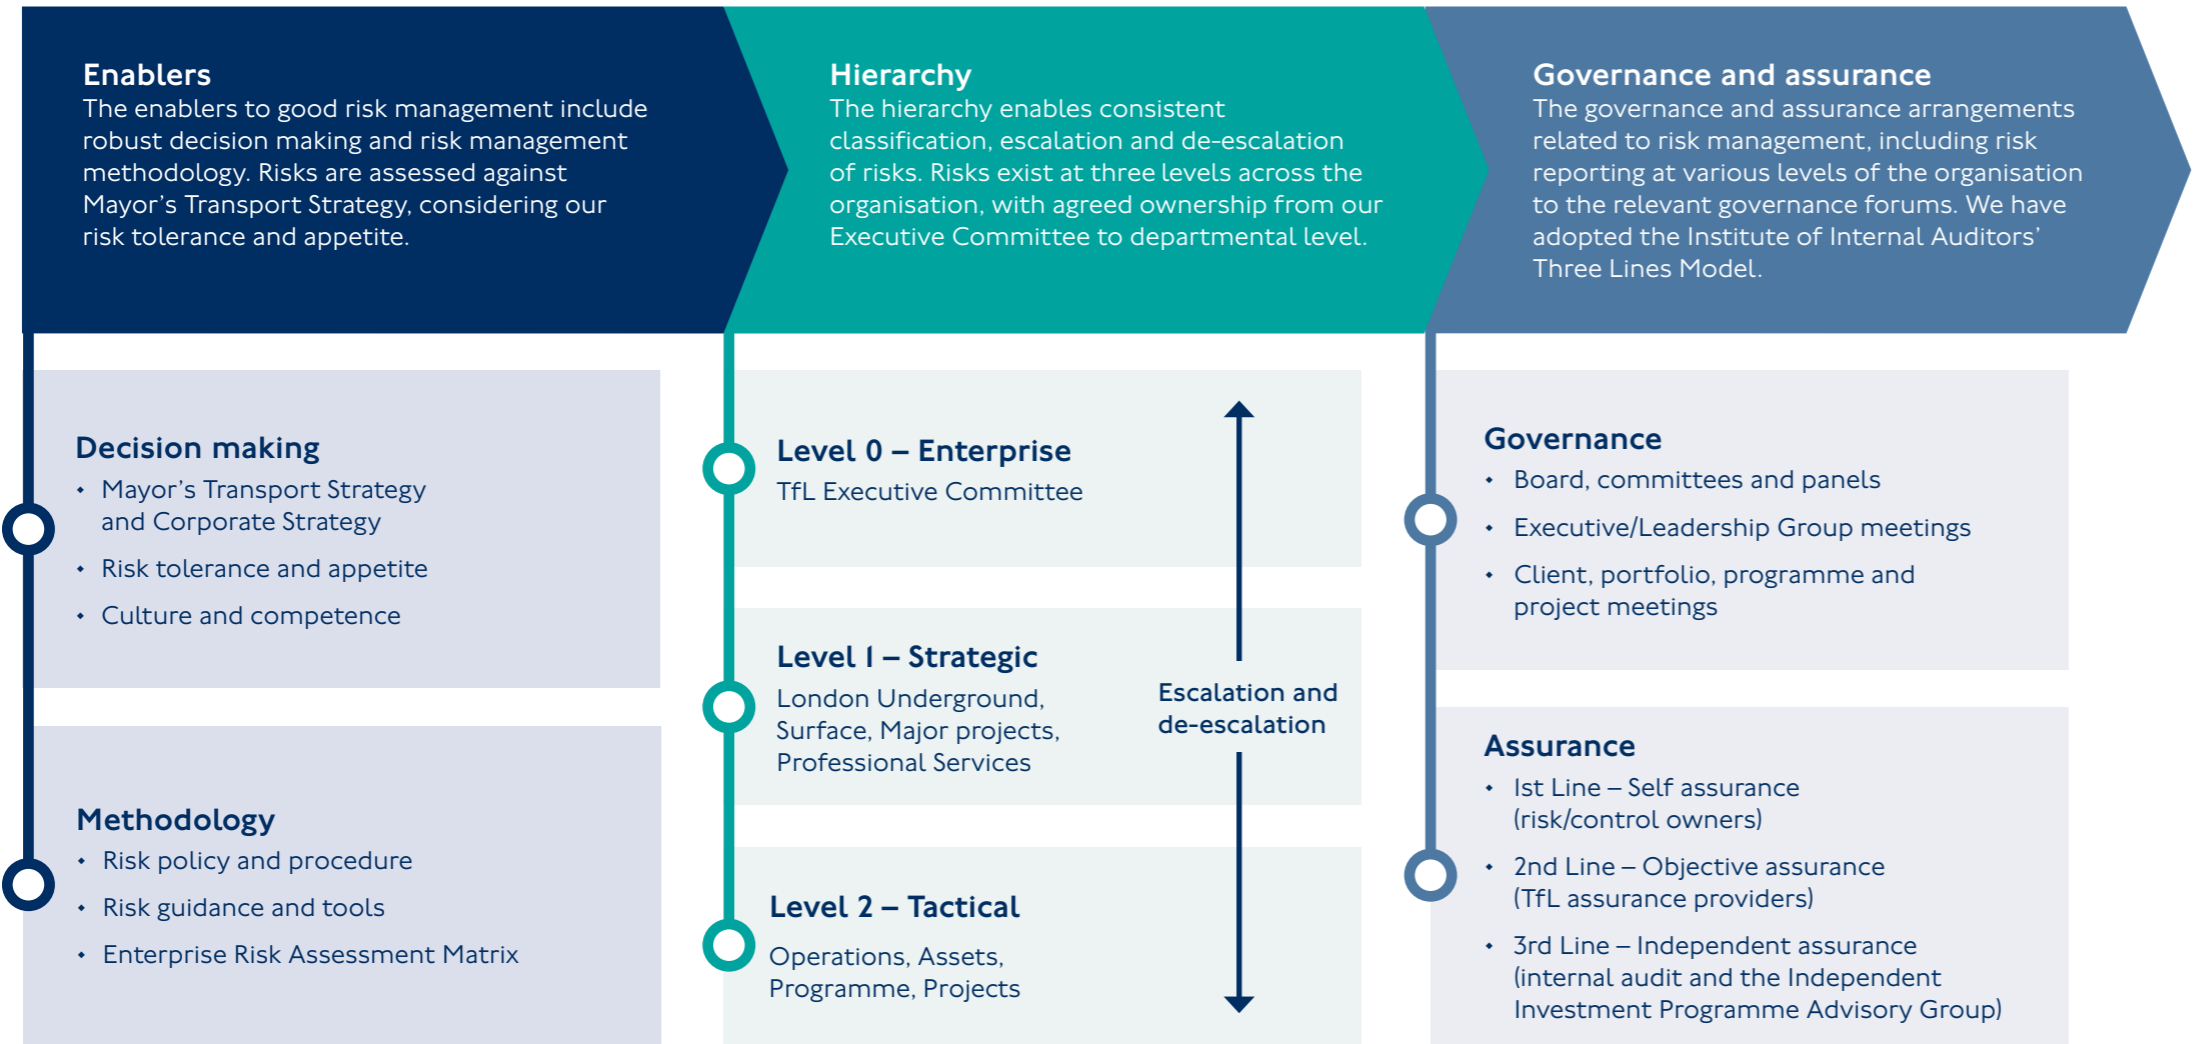 Enablers
The enablers to good risk management include
robust decision making and risk management
methodology. Risks are assessed against
Mayor’s Transport Strategy, considering our
risk tolerance and appetite.
Hierarchy
The hierarchy enables consistent
classification, escalation and de-escalation
of risks. Risks exist at three levels across the
organisation, with agreed ownership from our
Executive Committee to departmental level.
Governance and assurance
The governance and assurance arrangements
related to risk management, including risk
reporting at various levels of the organisation
to the relevant governance forums. We have
adopted the Institute of Internal Auditors’
Three Lines Model.
Decision making
• Mayor’s Transport Strategy
and Corporate Strategy
• Risk tolerance and appetite
• Culture and competence
Methodology
• Risk policy and procedure
• Risk guidance and tools
• Enterprise Risk Assessment Matrix
Level 0 – Enterprise
TfL Executive Committee
Level 1 – Strategic
London Underground,
Surface, Major projects,
Professional Services
Level 2 – Tactical
Operations, Assets,
Programme, Projects
Escalation and
de-escalation
Governance
• Board, committees and panels
• Executive/Leadership Group meetings
• Client, portfolio, programme and
project meetings
Assurance
• 1st Line – Self assurance
(risk/control owners)
• 2nd Line – Objective assurance
(TfL assurance providers)
• 3rd Line – Independent assurance
(internal audit and the Independent
Investment Programme Advisory Group)